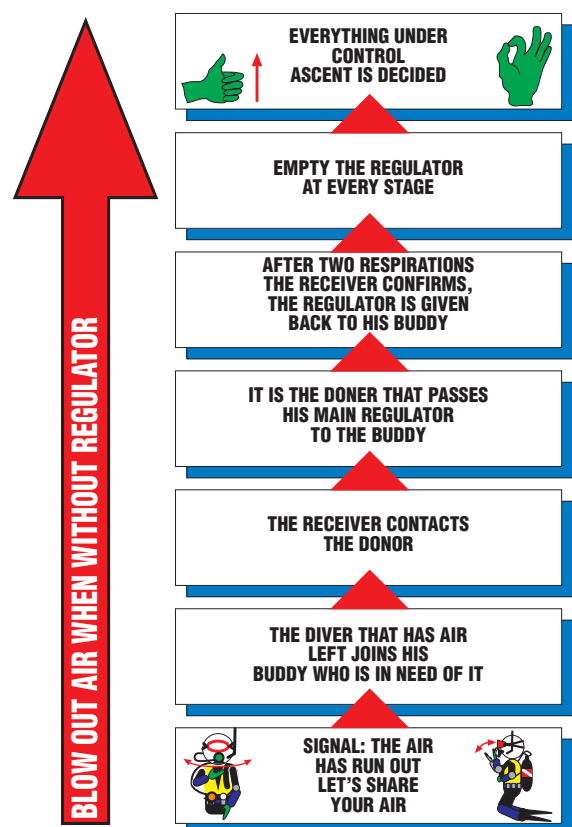 EVERYTHING UNDER
CONTROL
ASCENT IS DECIDED
EMPTY THE REGULATOR
AT EVERY STAGE
AFTER TWO RESPIRATIONS
THE RECEIVER CONFIRMS,
THE REGULATOR IS GIVEN
BACK TO HIS BUDDY
IT IS THE DONER THAT PASSES
HIS MAIN REGULATOR
TO THE BUDDY
THE RECEIVER CONTACTS
THE DONOR
THE DIVER THAT HAS AIR
LEFT JOINS HIS
BUDDY WHO IS IN NEED OF IT
SIGNAL: THE AIR
HAS RUN OUT
LET'S SHARE
YOUR AIR
BLOW OUT AIR WHEN WITHOUT REGULATOR